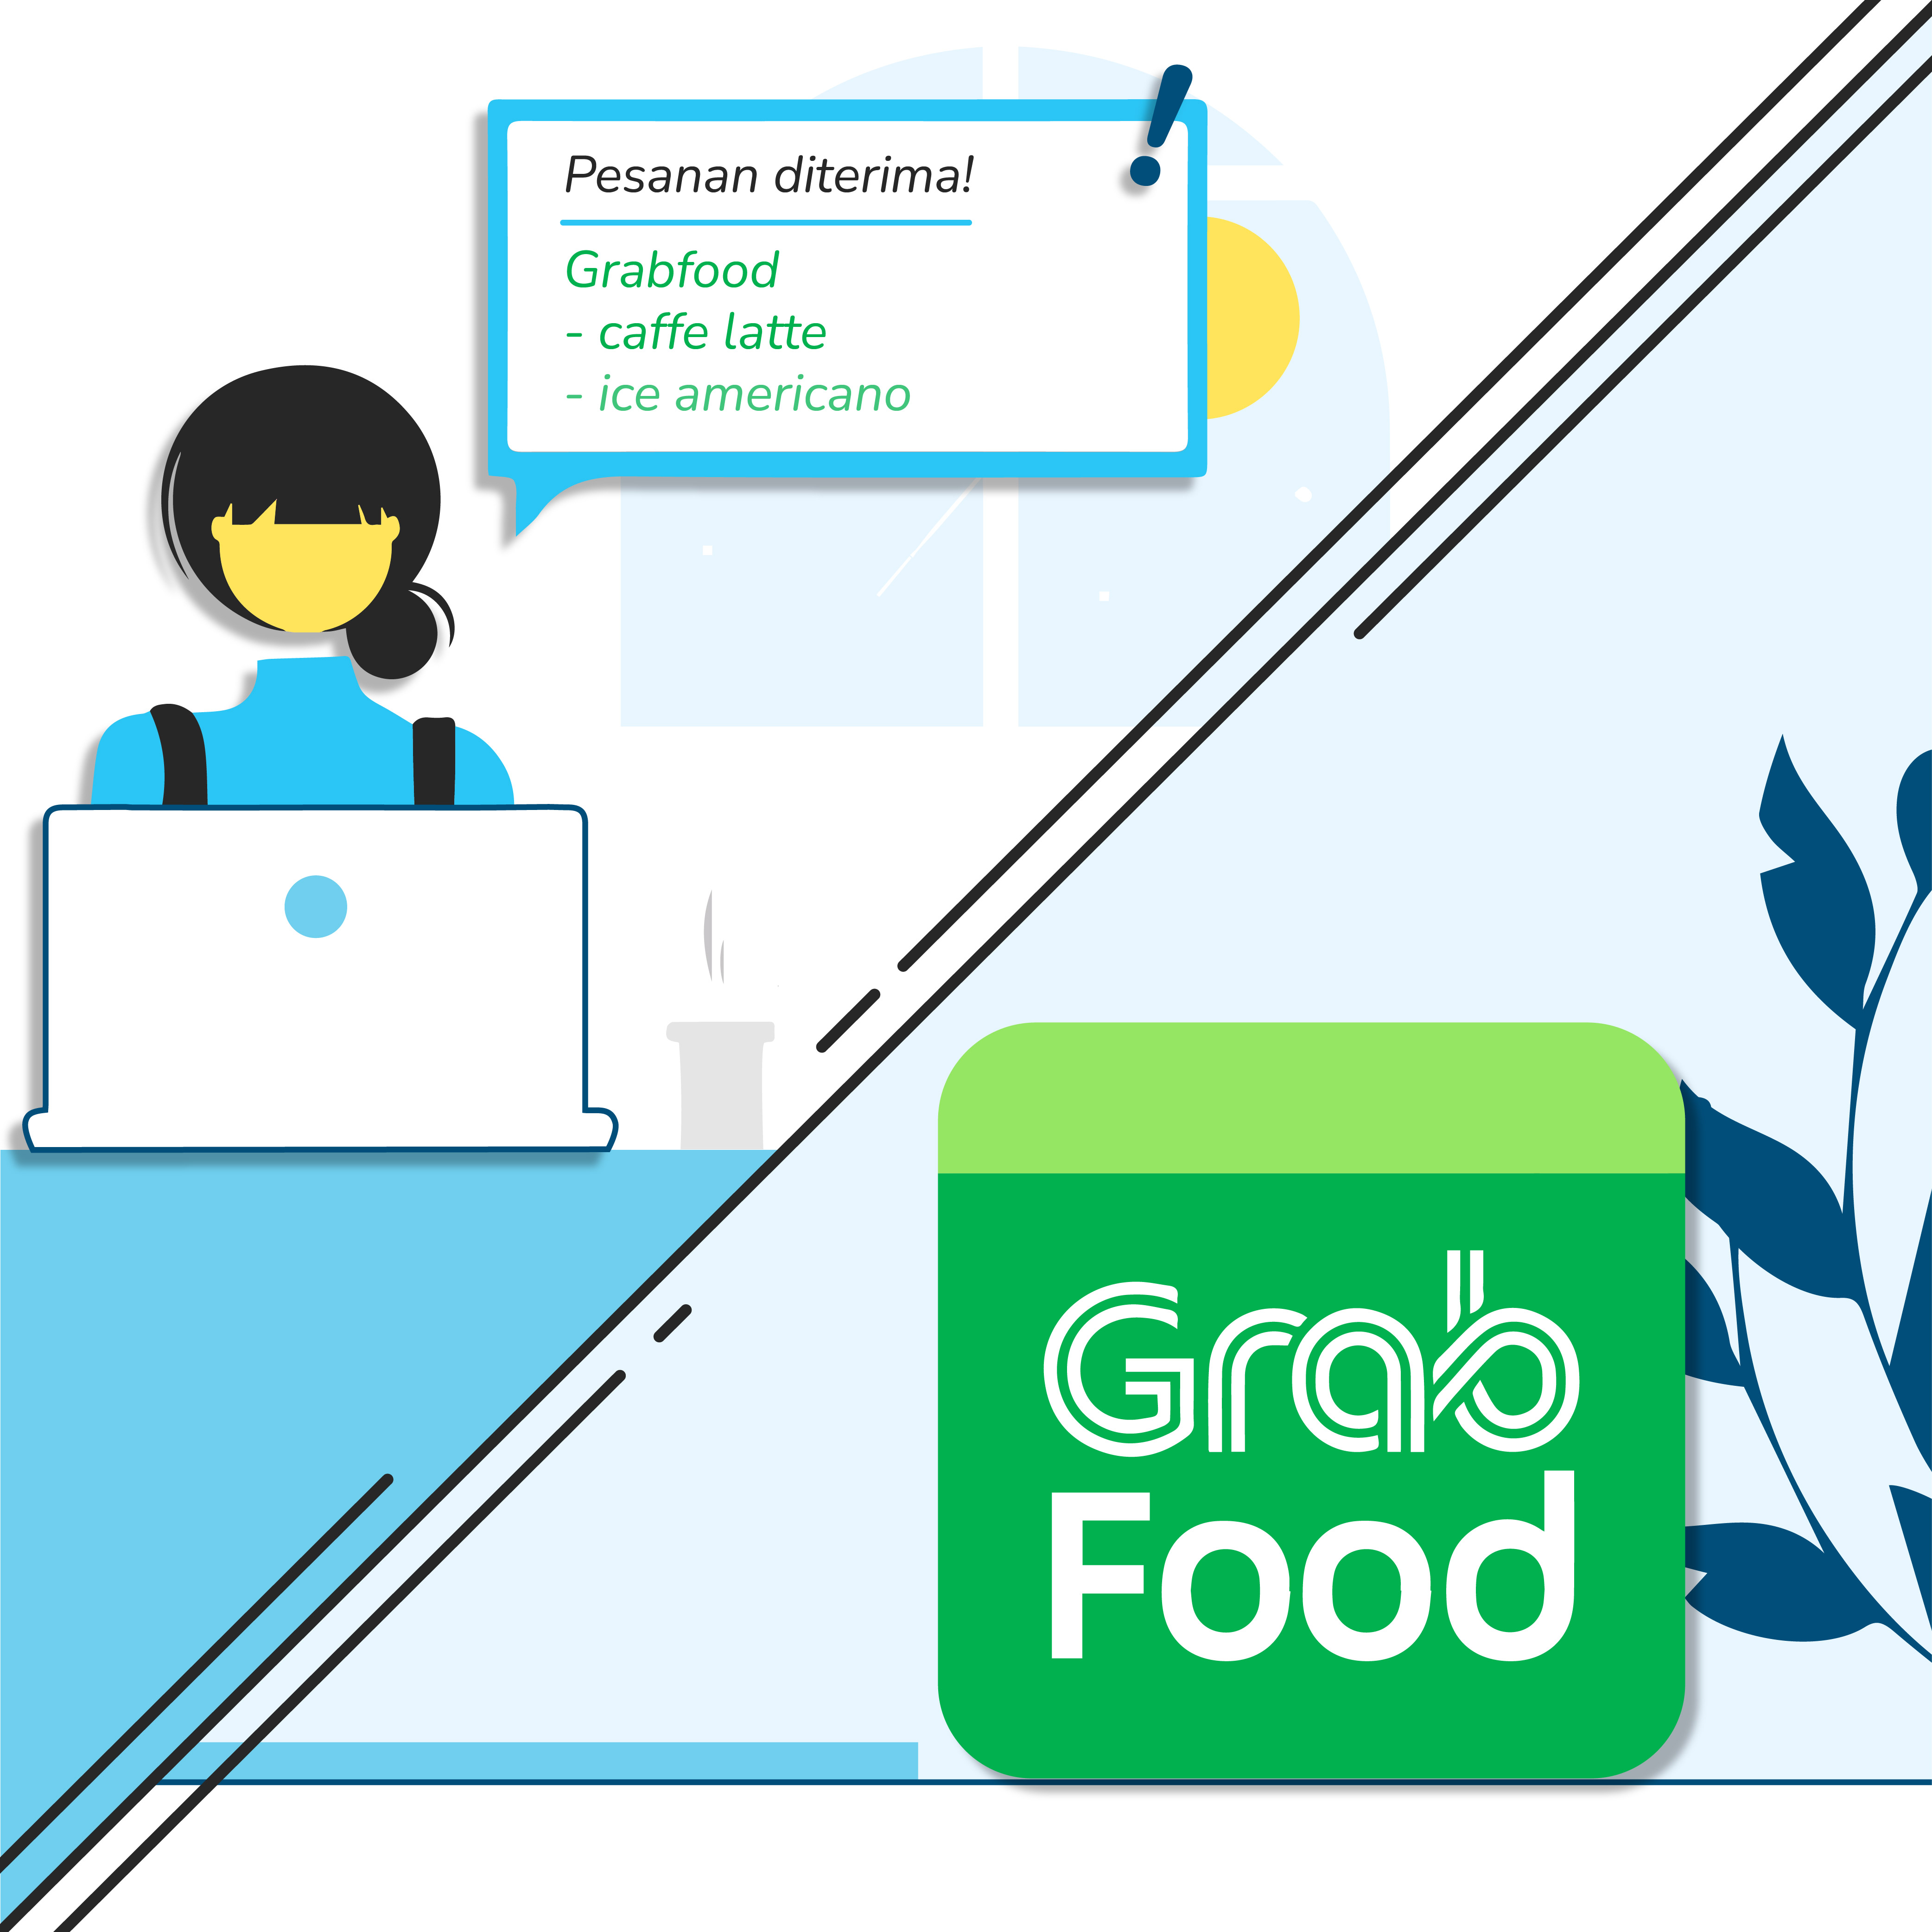 Pesanan diterima!
Grabfood
- caffe latte
- ice americano
Grab
Food